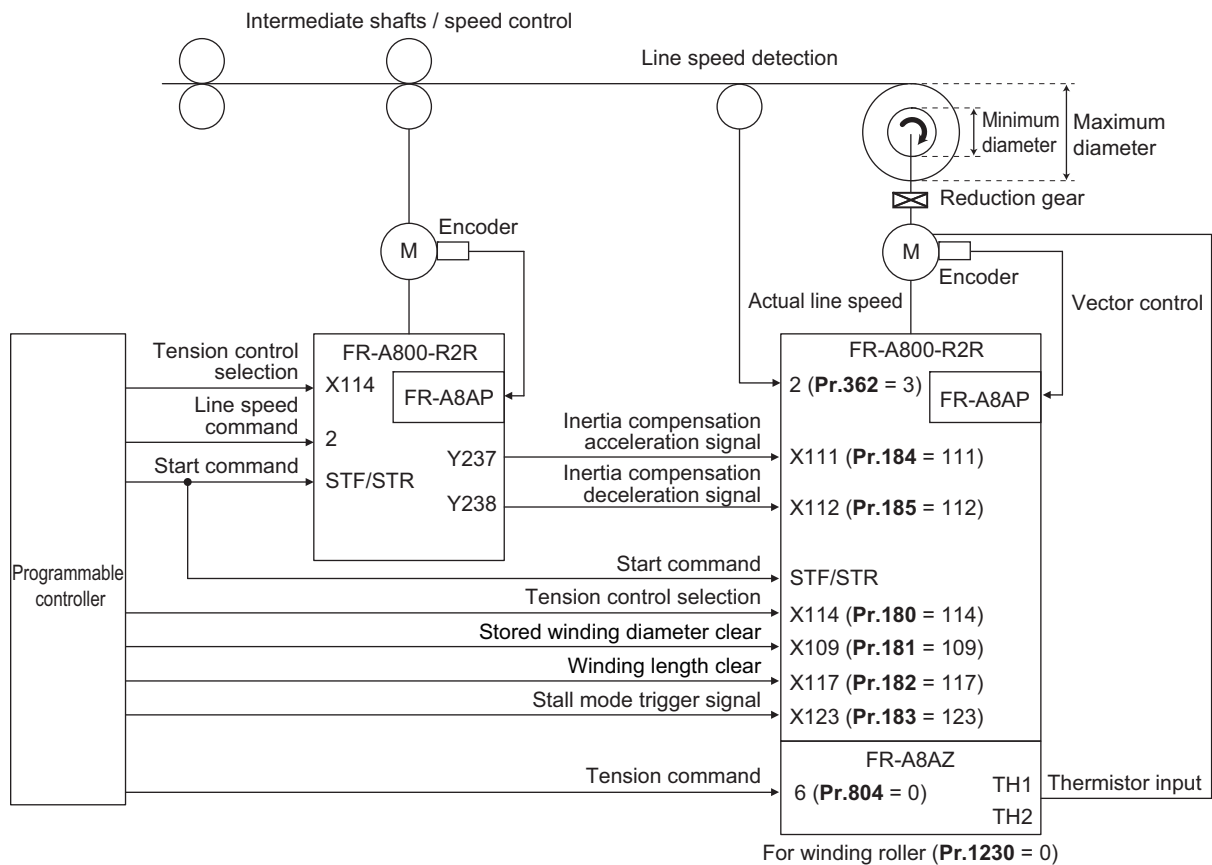 Intermediate shafts / speed control
Line speed detection
Minimum
diameter
Maximum
diameter
Reduction gear
Encoder
M
M
Encoder
Actual line speed
Vector control
FR-A800-R2R
FR-A800-R2R
Tension control
selection
X114
FR-A8AP
2 (Pr.362 = 3)
FR-A8AP
Line speed
command
2
Inertia compensation
acceleration signal
Start command
STF/STR
Y237
X111 (Pr.184 = 111)
Inertia compensation
deceleration signal
Y238
X112 (Pr.185 = 112)
Programmable
controller
Start command
STF/STR
Tension control selection
X114 (Pr.180 = 114)
Stored winding diameter clear
X109 (Pr.181 = 109)
Winding length clear
X117 (Pr.182 = 117)
Stall mode trigger signal
X123 (Pr.183 = 123)
FR-A8AZ
Tension command
6 (Pr.804 = 0)
TH1
Thermistor input
TH2
For winding roller (Pr.1230 = 0)